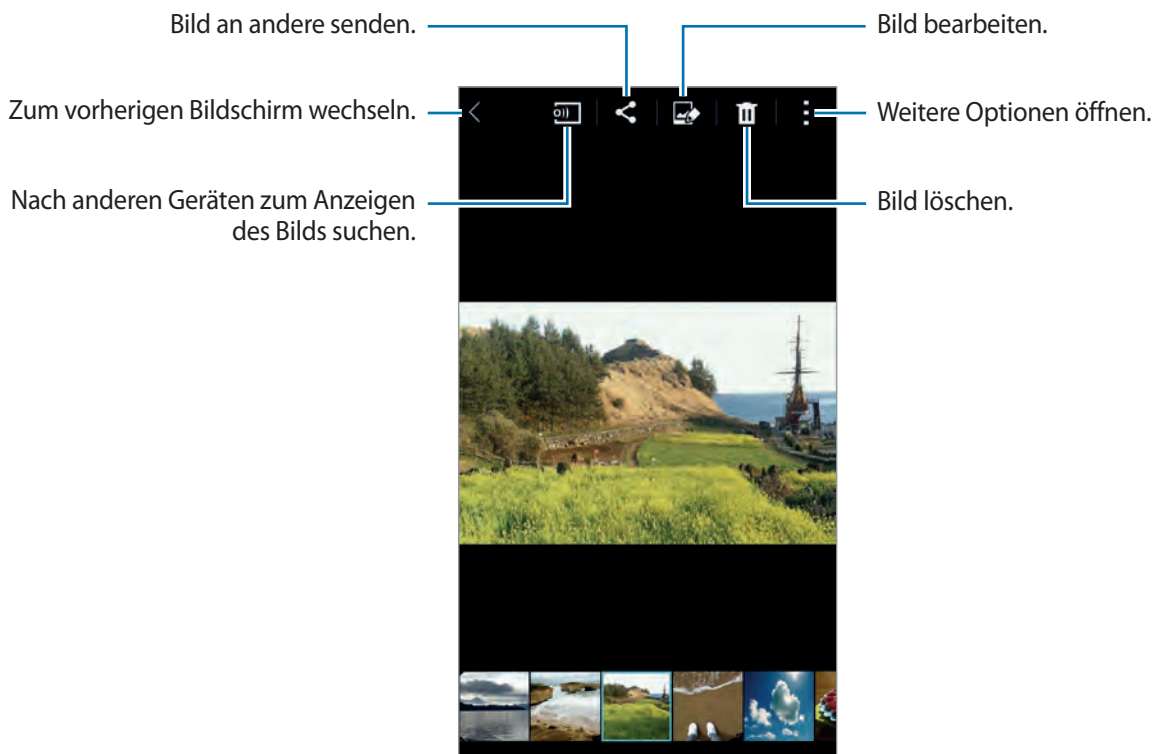 Bild an andere senden.
Bild bearbeiten.
Zum vorherigen Bildschirm wechseln.
Weitere Optionen öffnen.
Nach anderen Geräten zum Anzeigen
des Bilds suchen.
Bild löschen.